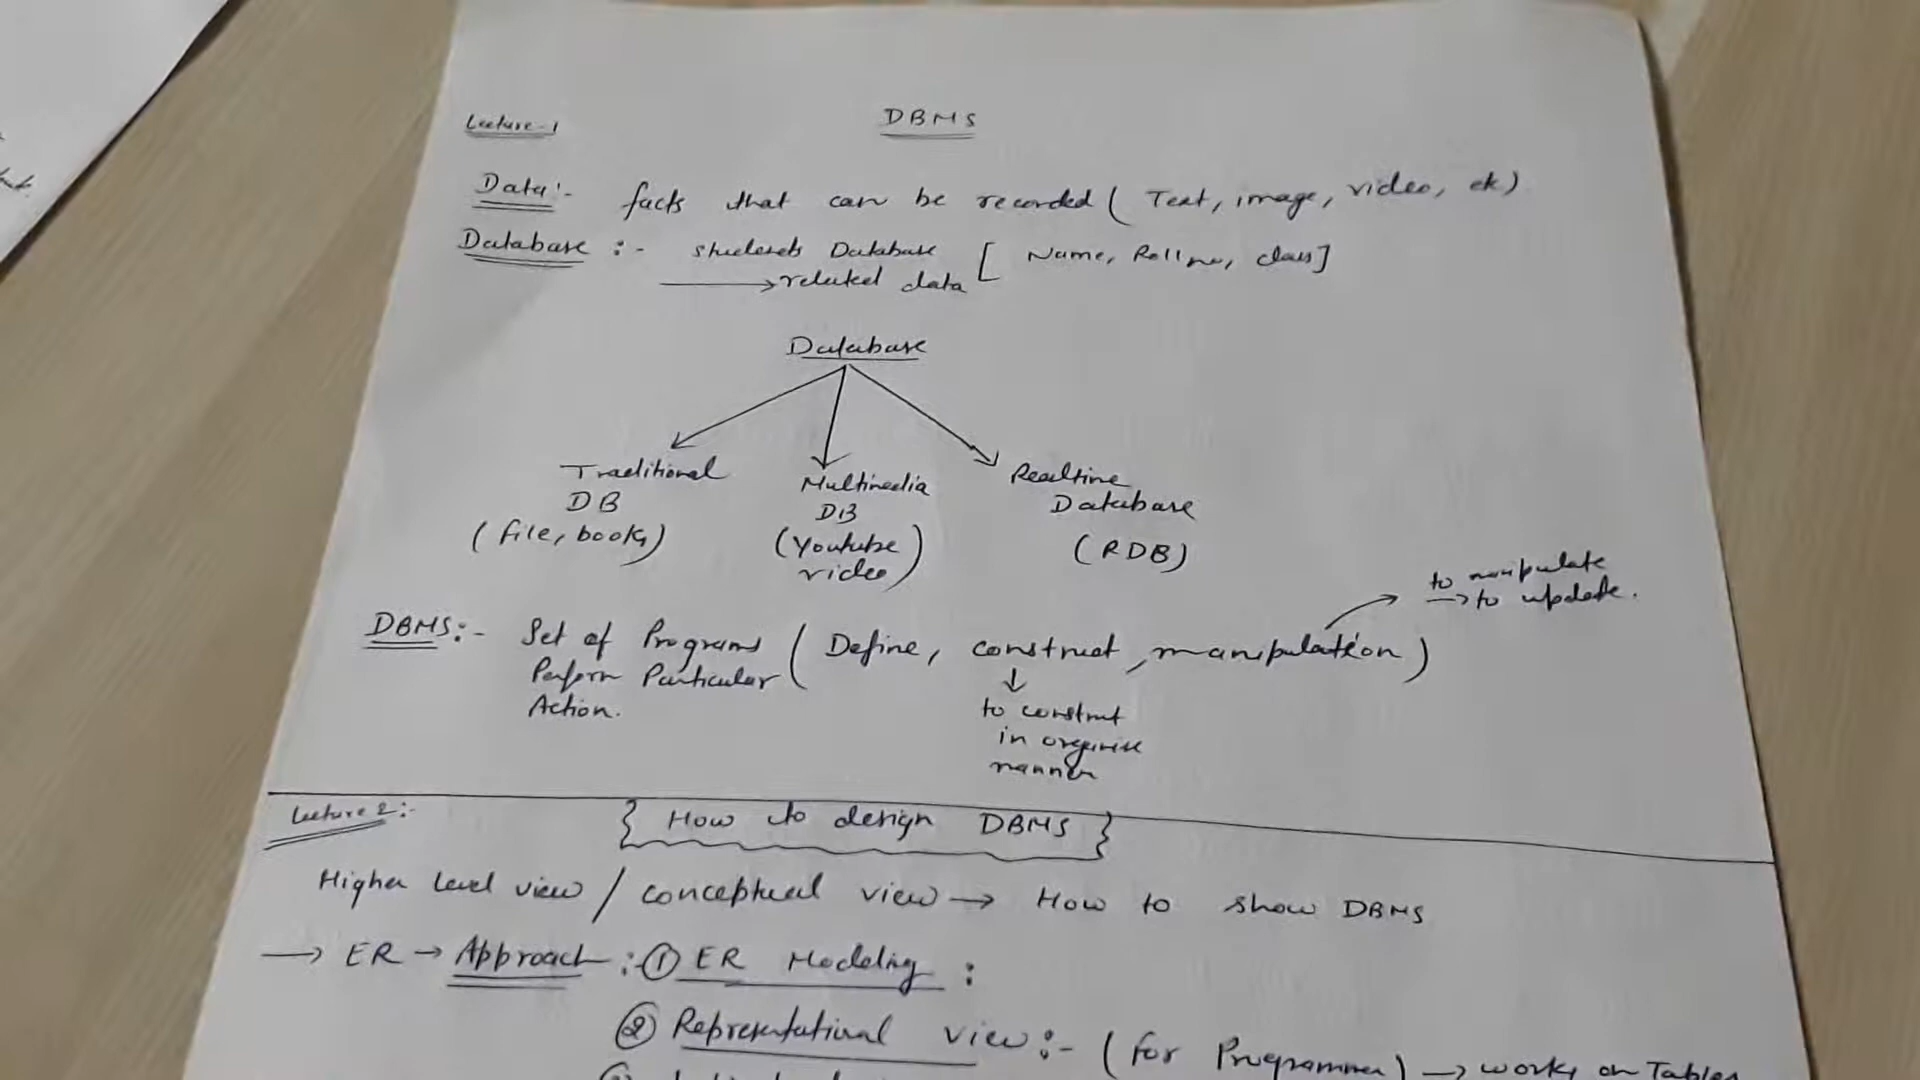 Lecture-1
DBMS
Data:- facts that can be recorded ( Text, image, video, etc)
Database :- students Database [ Name, Roll no, class]
→ related data
Database
Traditional DB (file, books)
Multimedia DB (Youtube video)
Realtime Database (RDB)
to manipulate
→ to update.
DBMS:- Set of Programs ( Define, construct, manipulation)
Perform Particular
Action.
↓
to construct
in organise
manner
Lecture 2:-
{ How to design DBMS }
Higher level view / conceptual view → How to show DBMS
→ ER → Approach :- ① ER Modeling :
② Representational view :- (for Programmer) → works on Tables